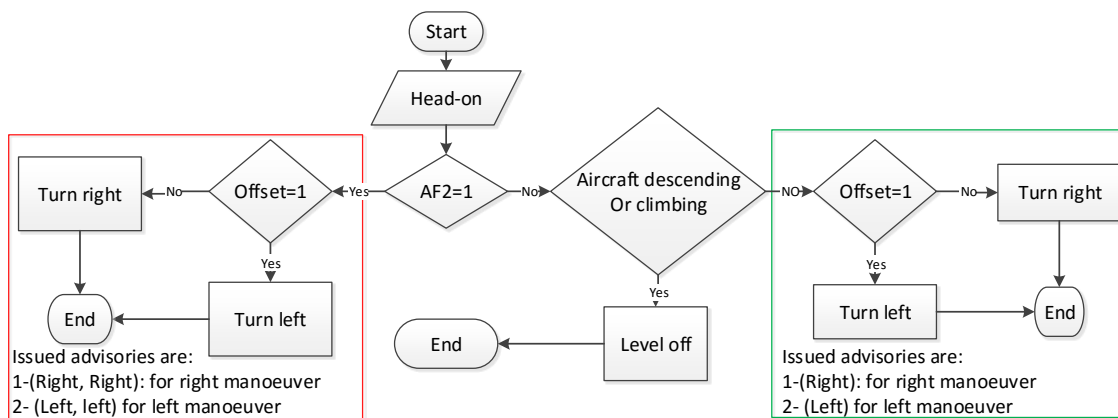 Start
Head-on
AF2=1
Yes
No
Offset=1
No
Turn right
Yes
Turn left
End
Issued advisories are:
1-(Right, Right): for right manoeuver
2- (Left, left) for left manoeuver
Aircraft descending
Or climbing
Yes
Level off
End
NO
Offset=1
No
Turn right
Yes
Turn left
End
Issued advisories are:
1-(Right): for right manoeuver
2- (Left) for left manoeuver